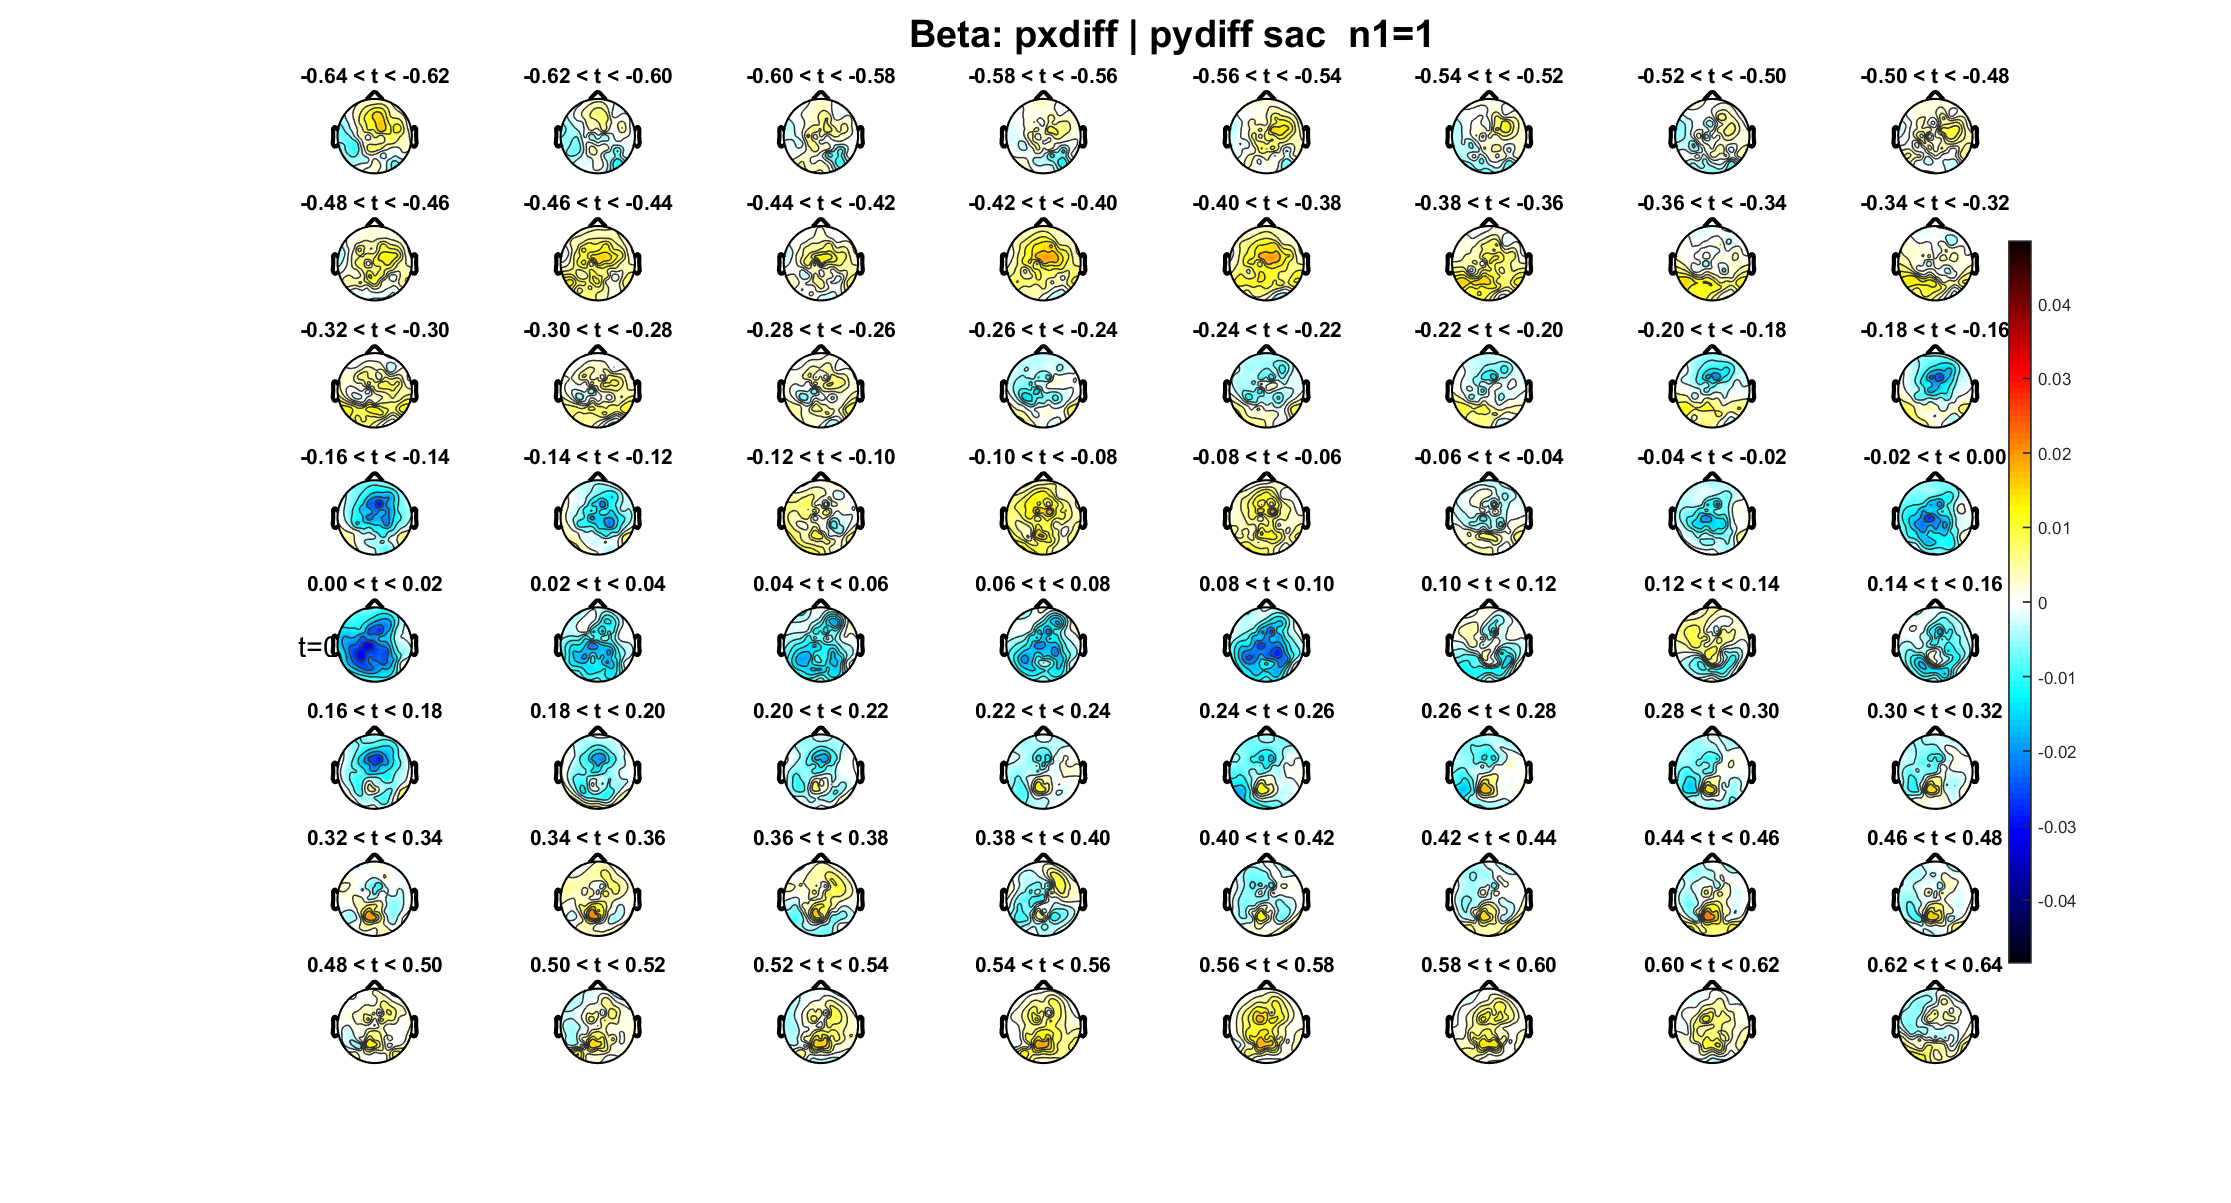 Beta: pxdiff | pydiff sac  n1=1
-0.64 < t < -0.62 -0.62 < t < -0.60 -0.60 < t < -0.58 -0.58 < t < -0.56 -0.56 < t < -0.54 -0.54 < t < -0.52 -0.52 < t < -0.50 -0.50 < t < -0.48
-0.48 < t < -0.46 -0.46 < t < -0.44 -0.44 < t < -0.42 -0.42 < t < -0.40 -0.40 < t < -0.38 -0.38 < t < -0.36 -0.36 < t < -0.34 -0.34 < t < -0.32
-0.32 < t < -0.30 -0.30 < t < -0.28 -0.28 < t < -0.26 -0.26 < t < -0.24 -0.24 < t < -0.22 -0.22 < t < -0.20 -0.20 < t < -0.18 -0.18 < t < -0.16
-0.16 < t < -0.14 -0.14 < t < -0.12 -0.12 < t < -0.10 -0.10 < t < -0.08 -0.08 < t < -0.06 -0.06 < t < -0.04 -0.04 < t < -0.02 -0.02 < t < 0.00
0.00 < t < 0.02 0.02 < t < 0.04 0.04 < t < 0.06 0.06 < t < 0.08 0.08 < t < 0.10 0.10 < t < 0.12 0.12 < t < 0.14 0.14 < t < 0.16
t=0
0.16 < t < 0.18 0.18 < t < 0.20 0.20 < t < 0.22 0.22 < t < 0.24 0.24 < t < 0.26 0.26 < t < 0.28 0.28 < t < 0.30 0.30 < t < 0.32
0.32 < t < 0.34 0.34 < t < 0.36 0.36 < t < 0.38 0.38 < t < 0.40 0.40 < t < 0.42 0.42 < t < 0.44 0.44 < t < 0.46 0.46 < t < 0.48
0.48 < t < 0.50 0.50 < t < 0.52 0.52 < t < 0.54 0.54 < t < 0.56 0.56 < t < 0.58 0.58 < t < 0.60 0.60 < t < 0.62 0.62 < t < 0.64
0.04
0.03
0.02
0.01
0
-0.01
-0.02
-0.03
-0.04